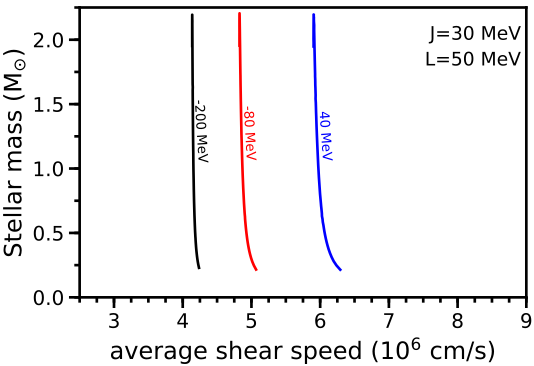 J=30 MeV
L=50 MeV
-200 MeV
-80 MeV
40 MeV
Stellar mass (M☉)
2.0
1.5
1.0
0.5
0.0
3 4 5 6 7 8 9
average shear speed (10⁶ cm/s)